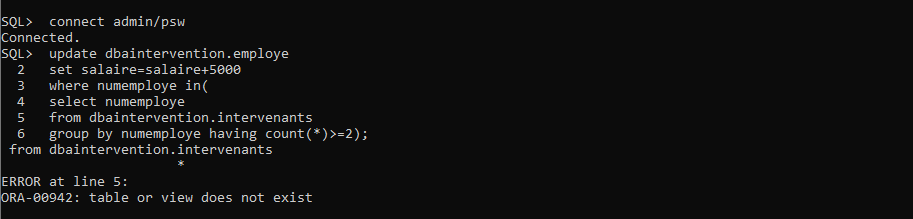 SQL>  connect admin/psw
Connected.
SQL>  update dbaintervention.employe
  2   set salaire=salaire+5000
  3   where numemploye in(
  4   select numemploye
  5   from dbaintervention.intervenants
  6   group by numemploye having count(*)>=2);
 from dbaintervention.intervenants
                      *
ERROR at line 5:
ORA-00942: table or view does not exist